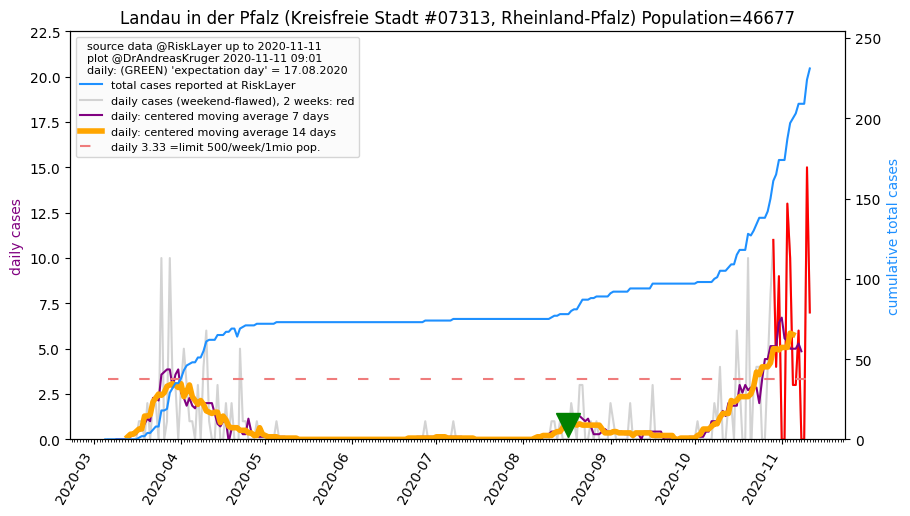 Landau in der Pfalz (Kreisfreie Stadt #07313, Rheinland-Pfalz) Population=46677
source data @RiskLayer up to 2020-11-11
plot @DrAndreasKruger 2020-11-11 09:01
daily: (GREEN) 'expectation day' = 17.08.2020
total cases reported at RiskLayer
daily cases (weekend-flawed), 2 weeks: red
daily: centered moving average 7 days
daily: centered moving average 14 days
daily 3.33 =limit 500/week/1mio pop.
daily cases
22.5
20.0
17.5
15.0
12.5
10.0
7.5
5.0
2.5
0.0
250
200
150
100
50
0
cumulative total cases
2020-03
2020-04
2020-05
2020-06
2020-07
2020-08
2020-09
2020-10
2020-11